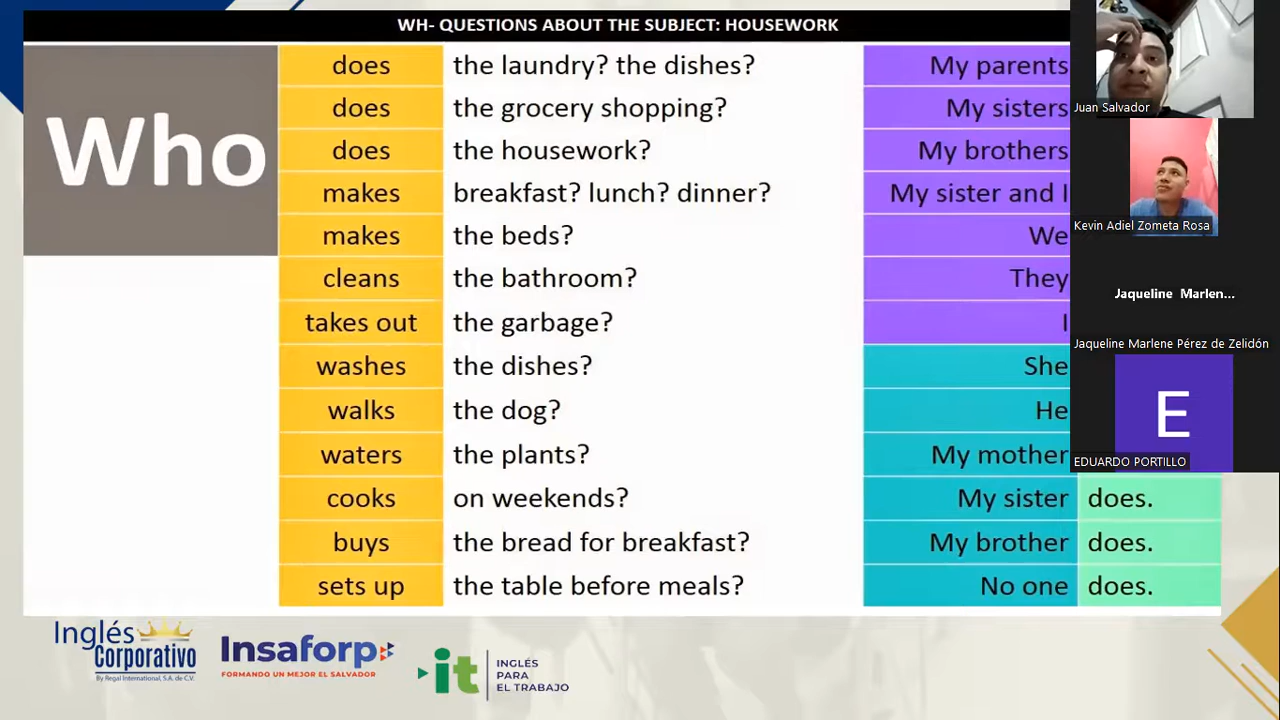 WH- QUESTIONS ABOUT THE SUBJECT: HOUSEWORK
Who
does the laundry? the dishes? My parents
does the grocery shopping? My sisters
does the housework? My brothers
makes breakfast? lunch? dinner? My sister and I
makes the beds? We
cleans the bathroom? They
takes out the garbage? I
washes the dishes? She
walks the dog? He
waters the plants? My mother
cooks on weekends? My sister does.
buys the bread for breakfast? My brother does.
sets up the table before meals? No one does.
Juan Salvador
Kevin Adiel Zometa Rosa
Jaqueline Marlen...
Jaqueline Marlene Pérez de Zelidón
E
EDUARDO PORTILLO
Inglés
Corporativo
By Regal International, S.A. de C.V.
Insaforp
FORMANDO UN MEJOR EL SALVADOR
it
INGLÉS
PARA
EL TRABAJO